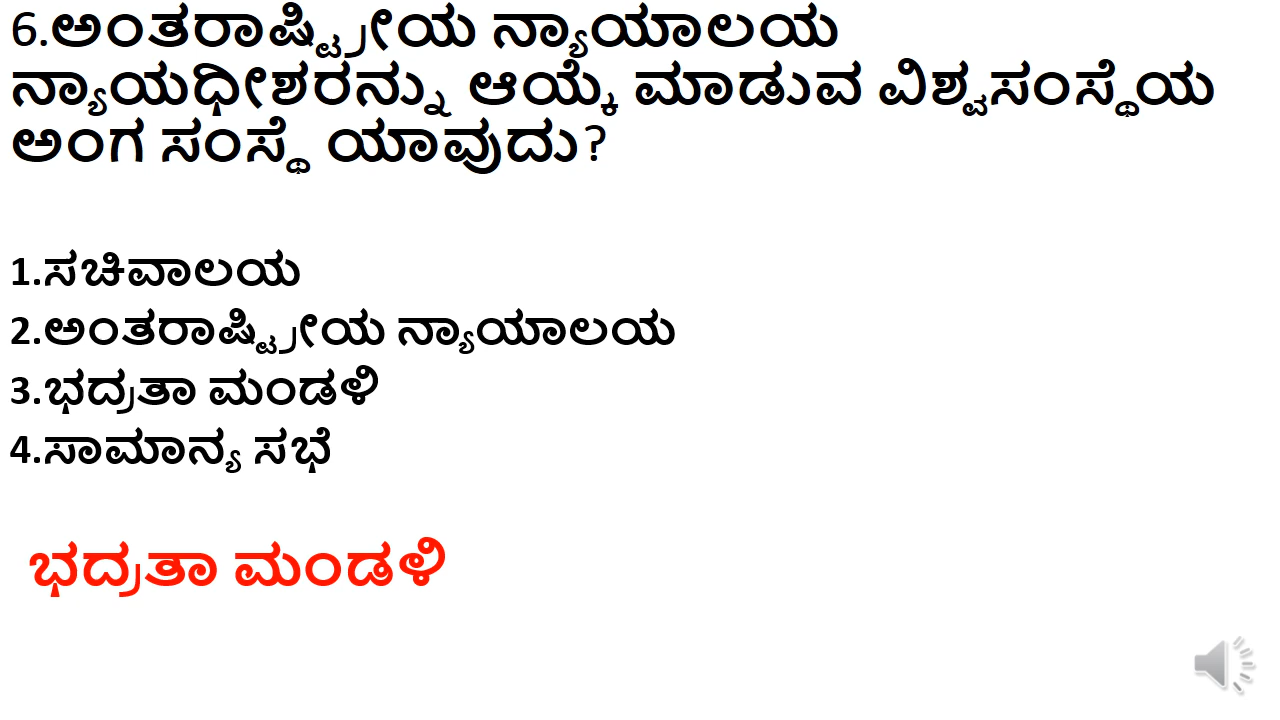 6.ಅಂತರಾಷ್ಟ್ರೀಯ ನ್ಯಾಯಾಲಯ
ನ್ಯಾಯಧೀಶರನ್ನು ಆಯ್ಕೆ ಮಾಡುವ ವಿಶ್ವಸಂಸ್ಥೆಯ
ಅಂಗ ಸಂಸ್ಥೆ ಯಾವುದು?
1.ಸಚಿವಾಲಯ
2.ಅಂತರಾಷ್ಟ್ರೀಯ ನ್ಯಾಯಾಲಯ
3.ಭದ್ರತಾ ಮಂಡಳಿ
4.ಸಾಮಾನ್ಯ ಸಭೆ
ಭದ್ರತಾ ಮಂಡಳಿ